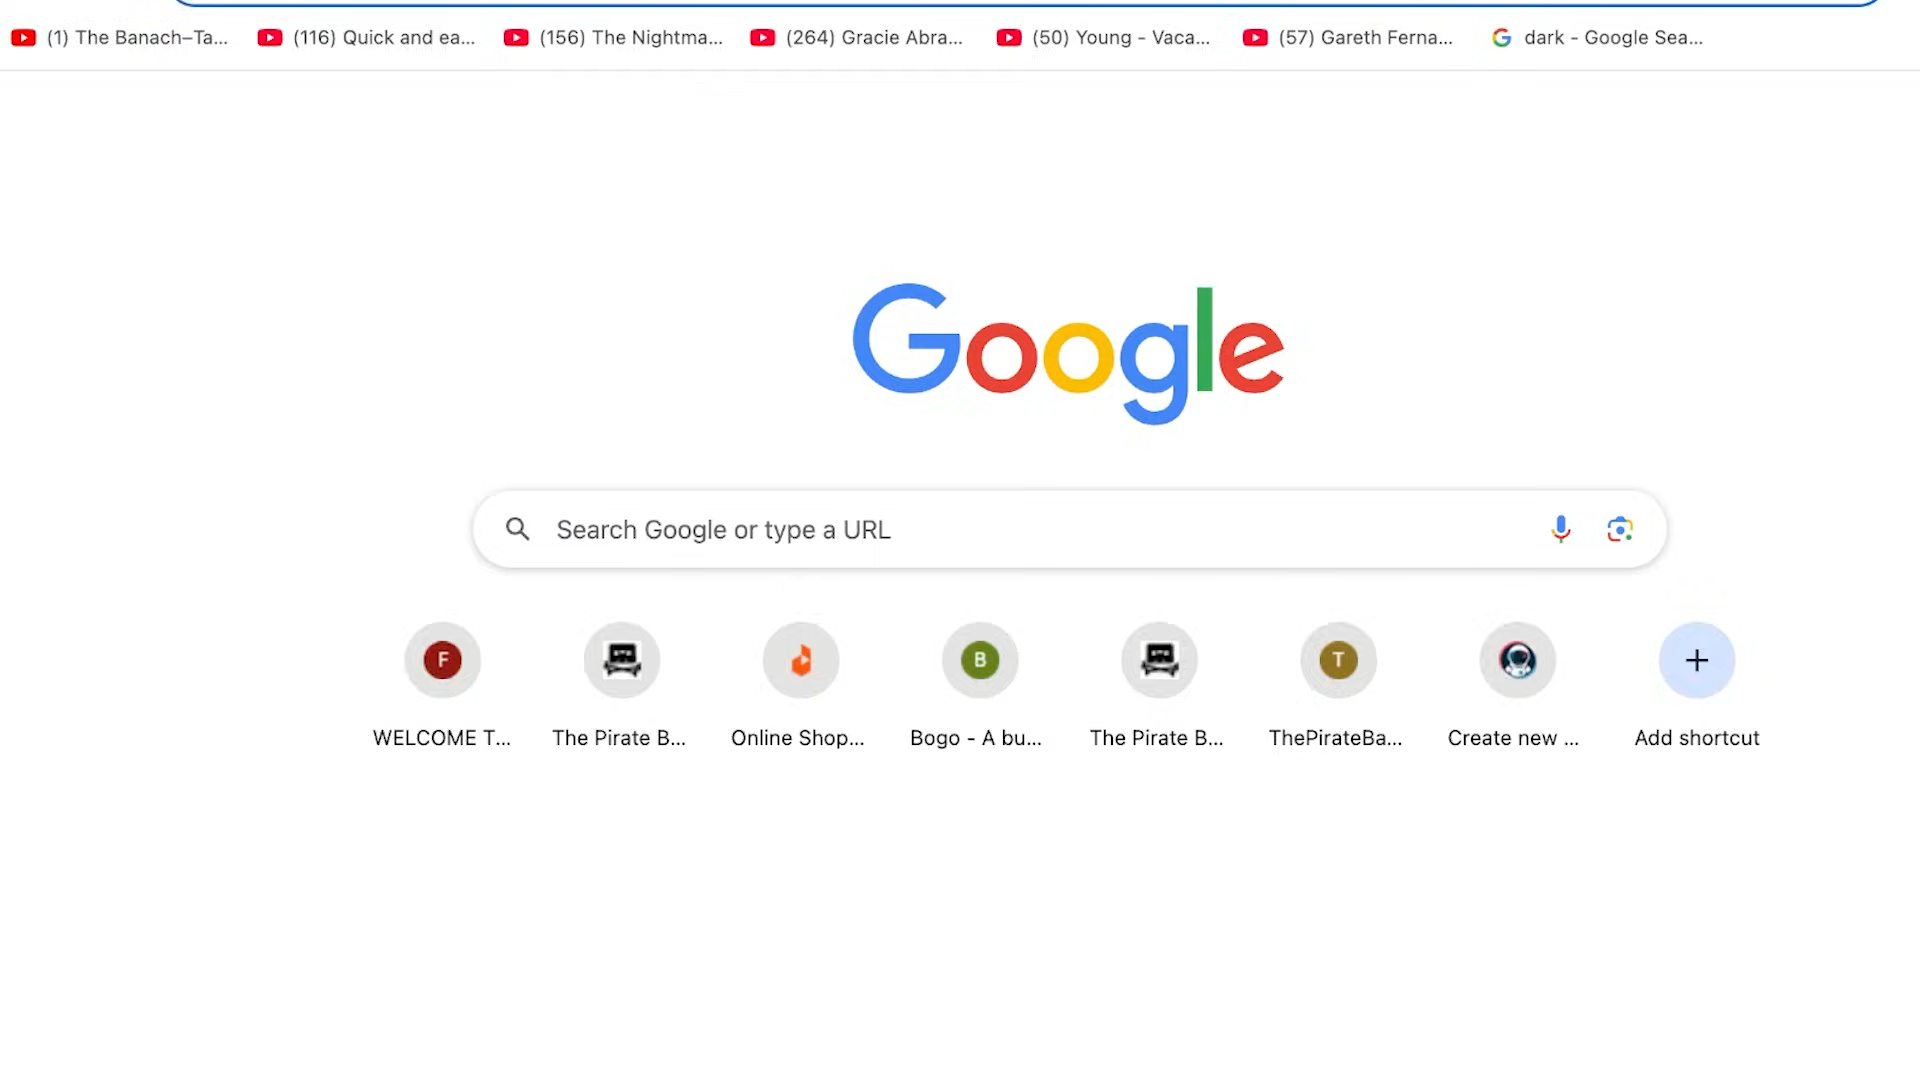 (1) The Banach–Ta... (116) Quick and ea... (156) The Nightma... (264) Gracie Abra... (50) Young - Vaca... (57) Gareth Ferna... dark - Google Sea...
Google
Search Google or type a URL
F B T
WELCOME T... The Pirate B... Online Shop... Bogo - A bu... The Pirate B... ThePirateBa... Create new ... Add shortcut